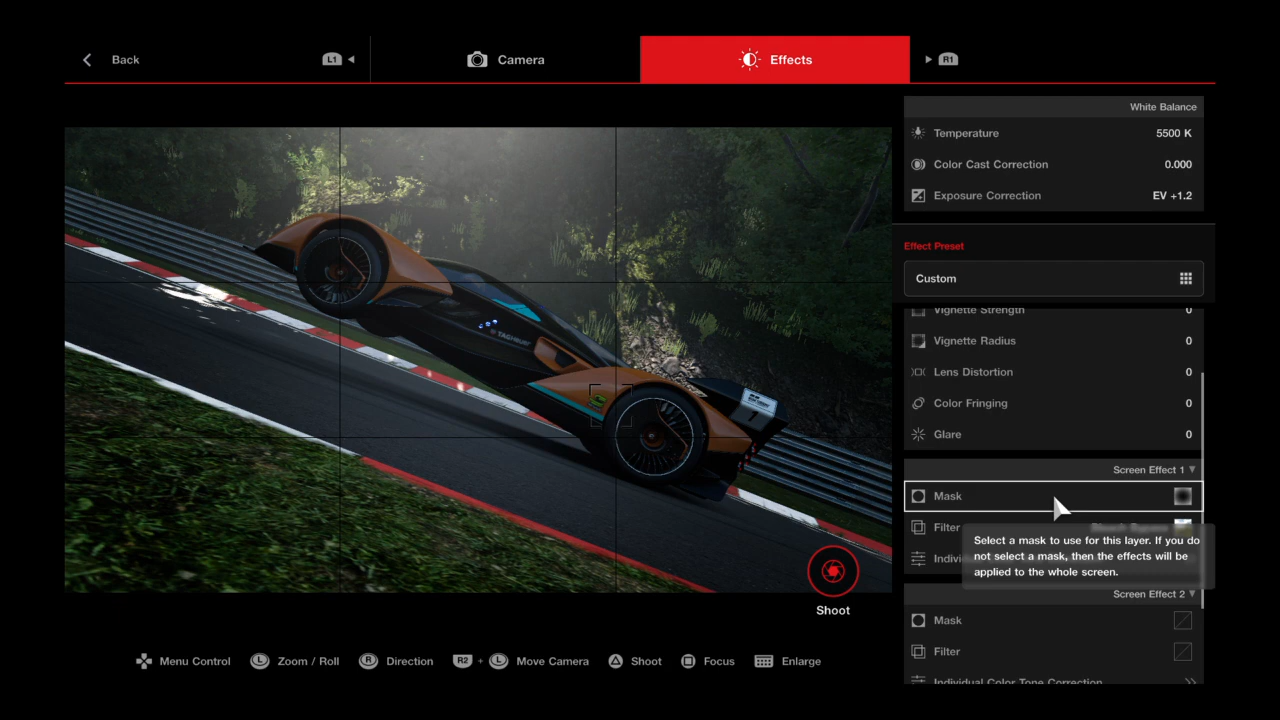 Back
L1
Camera
Effects
R1
White Balance
Temperature 5500 K
Color Cast Correction 0.000
Exposure Correction EV +1.2
Effect Preset
Custom
Vignette Strength 0
Vignette Radius 0
Lens Distortion 0
Color Fringing 0
Glare 0
Screen Effect 1
Mask
Filter
Select a mask to use for this layer. If you do
not select a mask, then the effects will be
applied to the whole screen.
Screen Effect 2
Mask
Filter
Individual Color Tone Correction
TAGHeuer
1
Shoot
Menu Control
L Zoom / Roll
R Direction
R2 + L Move Camera
Shoot
Focus
Enlarge